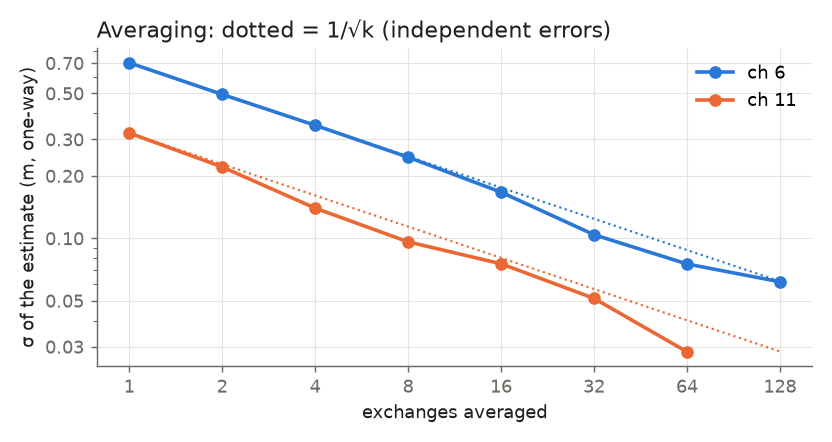 Averaging: dotted = 1/√k (independent errors)
σ of the estimate (m, one-way)
0.70
0.50
0.30
0.20
0.10
0.05
0.03
ch 6
ch 11
1 2 4 8 16 32 64 128
exchanges averaged